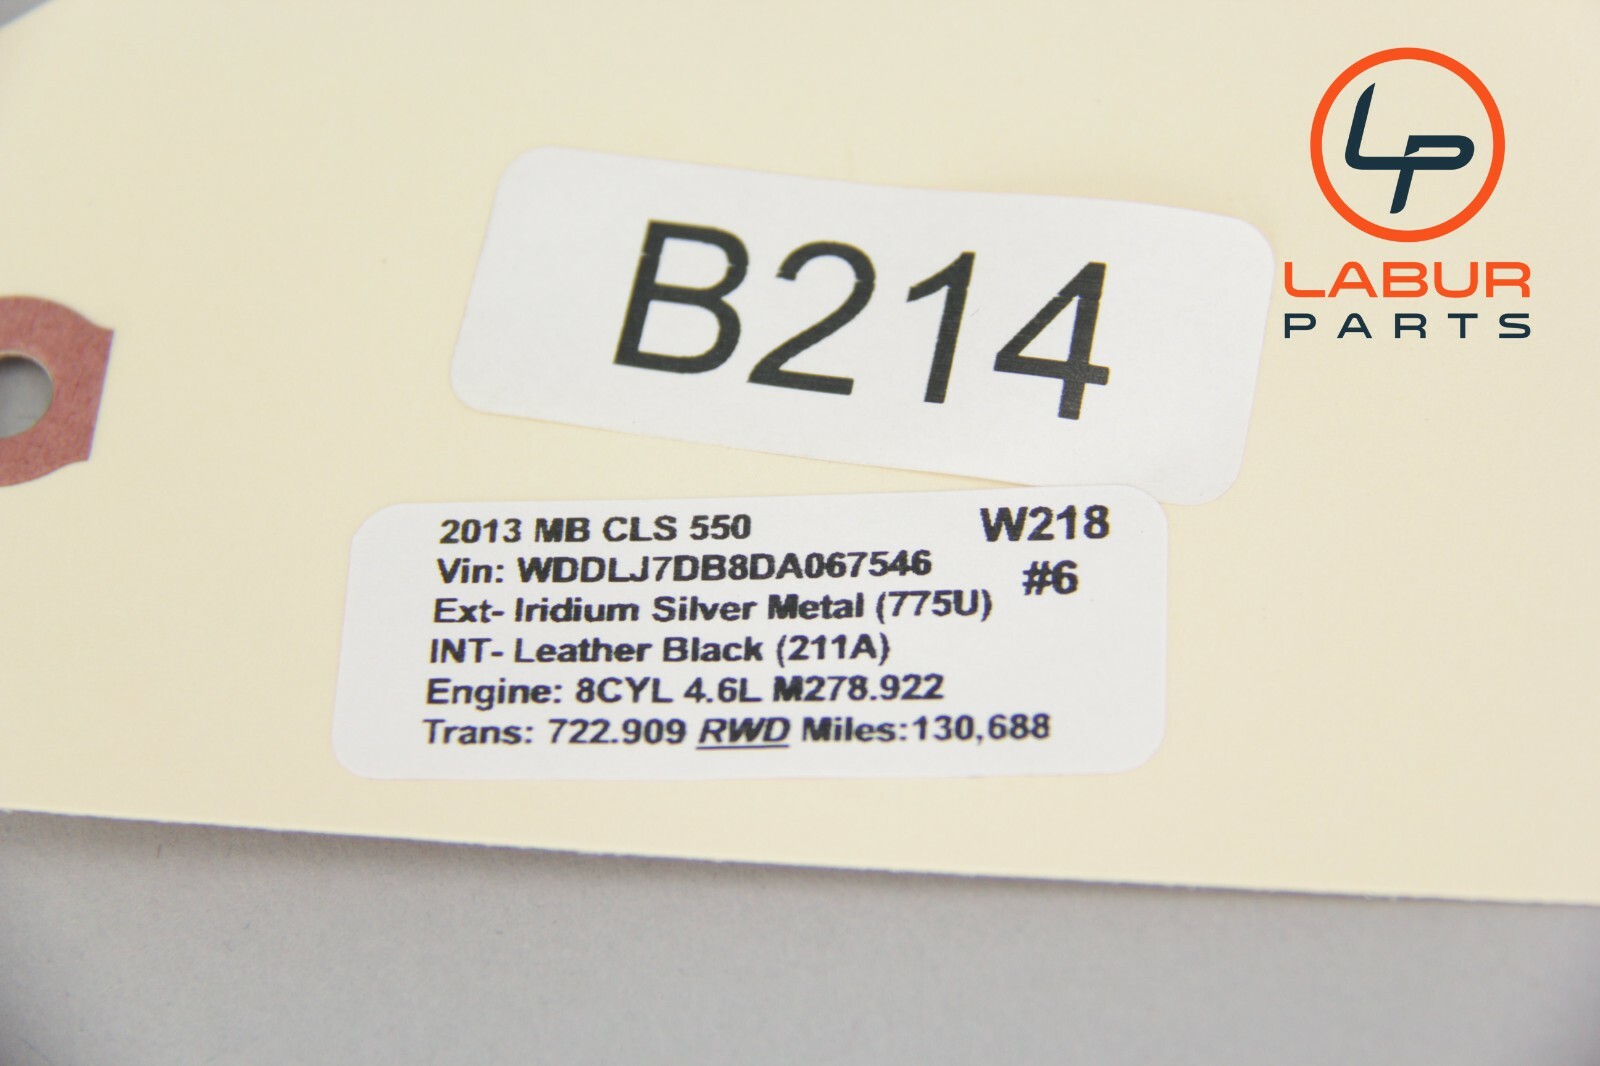 LP
LABUR
PARTS
B214
2013 MB CLS 550
W218
Vin: WDDLJ7DB8DA067546
#6
Ext- Iridium Silver Metal (775U)
INT- Leather Black (211A)
Engine: 8CYL 4.6L M278.922
Trans: 722.909 RWD Miles:130,688